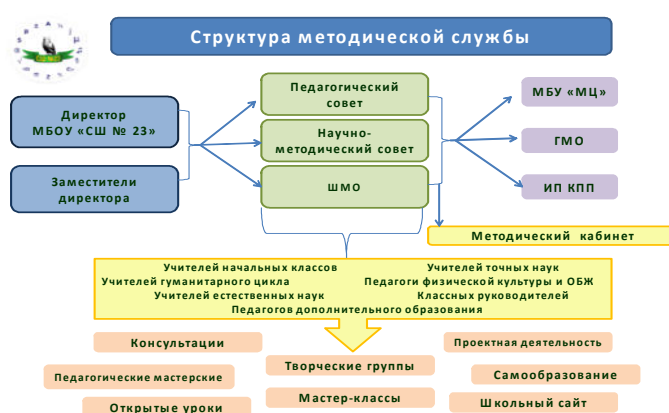 Структура методической службы
Директор
МБОУ «СШ № 23»
Заместители
директора
Педагогический
совет
Научно-
методический совет
ШМО
МБУ «МЦ»
ГМО
ИП КПП
Методический кабинет
Учителей начальных классов
Учителей точных наук
Учителей гуманитарного цикла
Педагоги физической культуры и ОБЖ
Учителей естественных наук
Классных руководителей
Педагогов дополнительного образования
Консультации
Творческие группы
Проектная деятельность
Педагогические мастерские
Самообразование
Мастер-классы
Школьный сайт
Открытые уроки